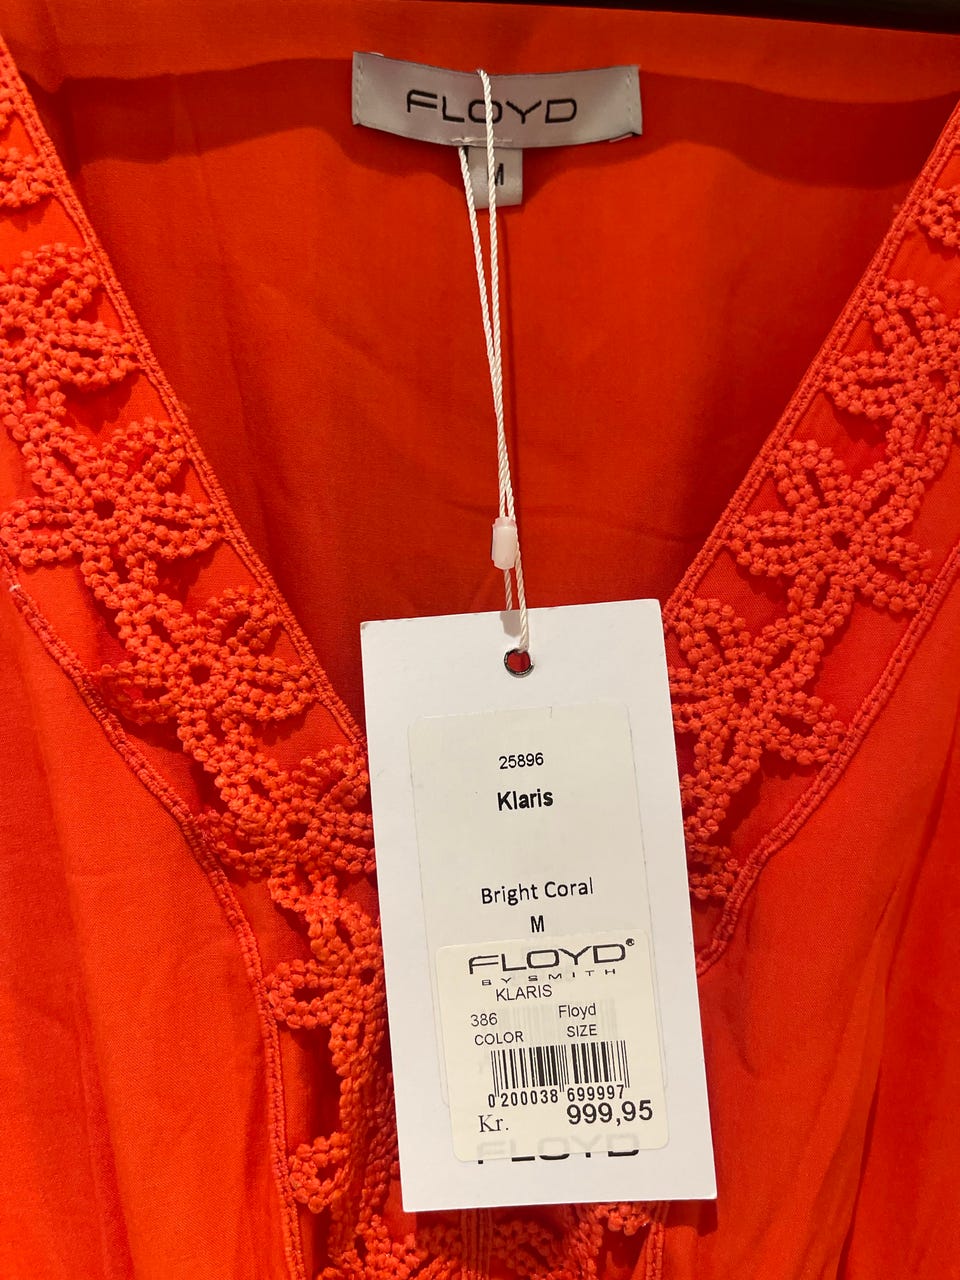 FLOYD
M
25896
Klaris
Bright Coral
M
FLOYD®
BY SMITH
KLARIS
386 Floyd
COLOR SIZE
0 200038 699997
Kr. 999,95
FLOYD